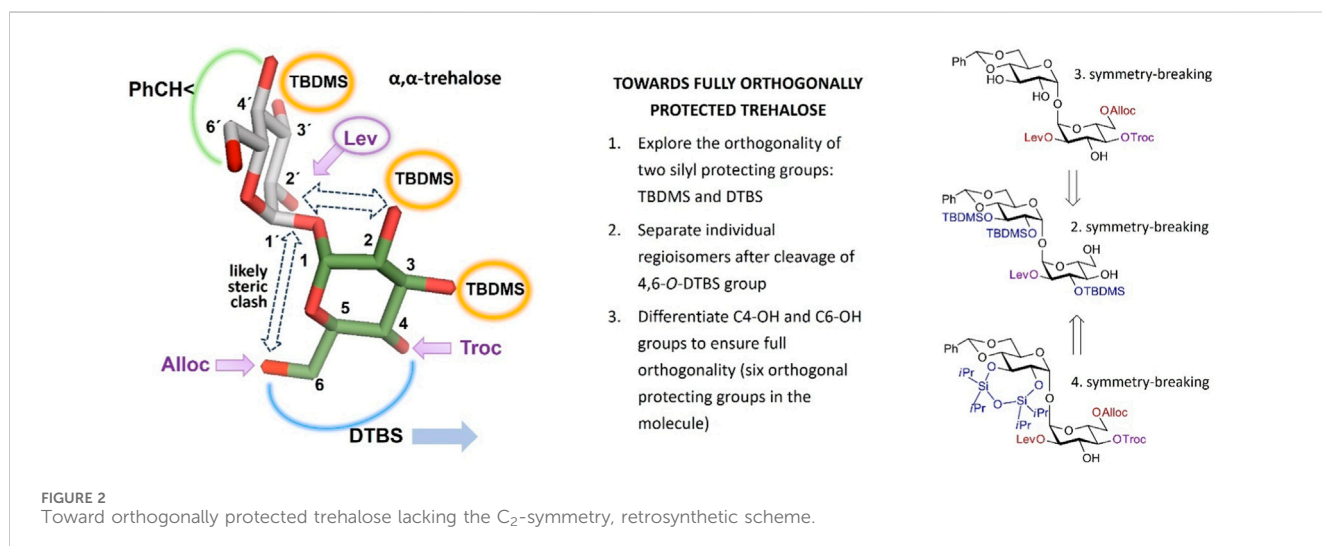 PhCH<
TBDMS
α,α-trehalose
4´
6´
3´
Lev
2´
TBDMS
1´
1
2
3
TBDMS
likely
steric
clash
5
4
Alloc
Troc
6
DTBS
TOWARDS FULLY ORTHOGONALLY
PROTECTED TREHALOSE
1. Explore the orthogonality of
two silyl protecting groups:
TBDMS and DTBS
2. Separate individual
regioisomers after cleavage of
4,6-O-DTBS group
3. Differentiate C4-OH and C6-OH
groups to ensure full
orthogonality (six orthogonal
protecting groups in the
molecule)
Ph
O
O
O
HO
HO
O
3. symmetry-breaking
OAlloc
O
LevO
OTroc
OH
Ph
O
O
O
TBDMSO
TBDMSO
O
2. symmetry-breaking
OH
O
LevO
OH
OTBDMS
Ph
O
O
O
4. symmetry-breaking
iPr
O
Si
O
O
iPr
O
Si
iPr
iPr
OAlloc
O
LevO
OTroc
OH
FIGURE 2
Toward orthogonally protected trehalose lacking the C₂-symmetry, retrosynthetic scheme.